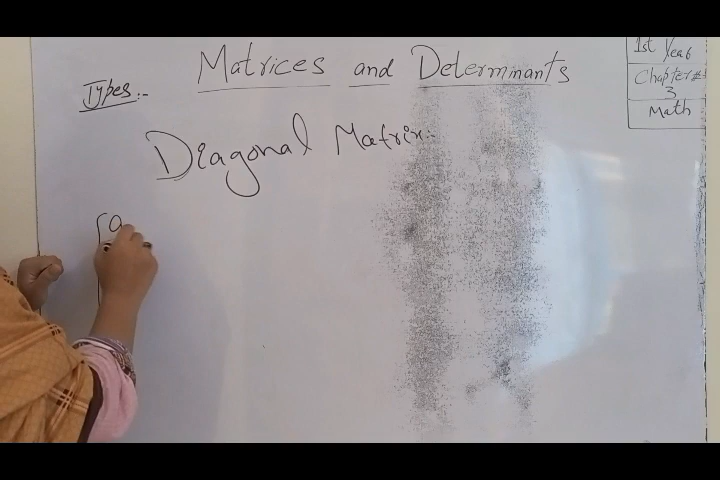 Matrices and Determinants
1st Year
Chapter #
3
Math
Types:-
Diagonal Matrix:-
[a